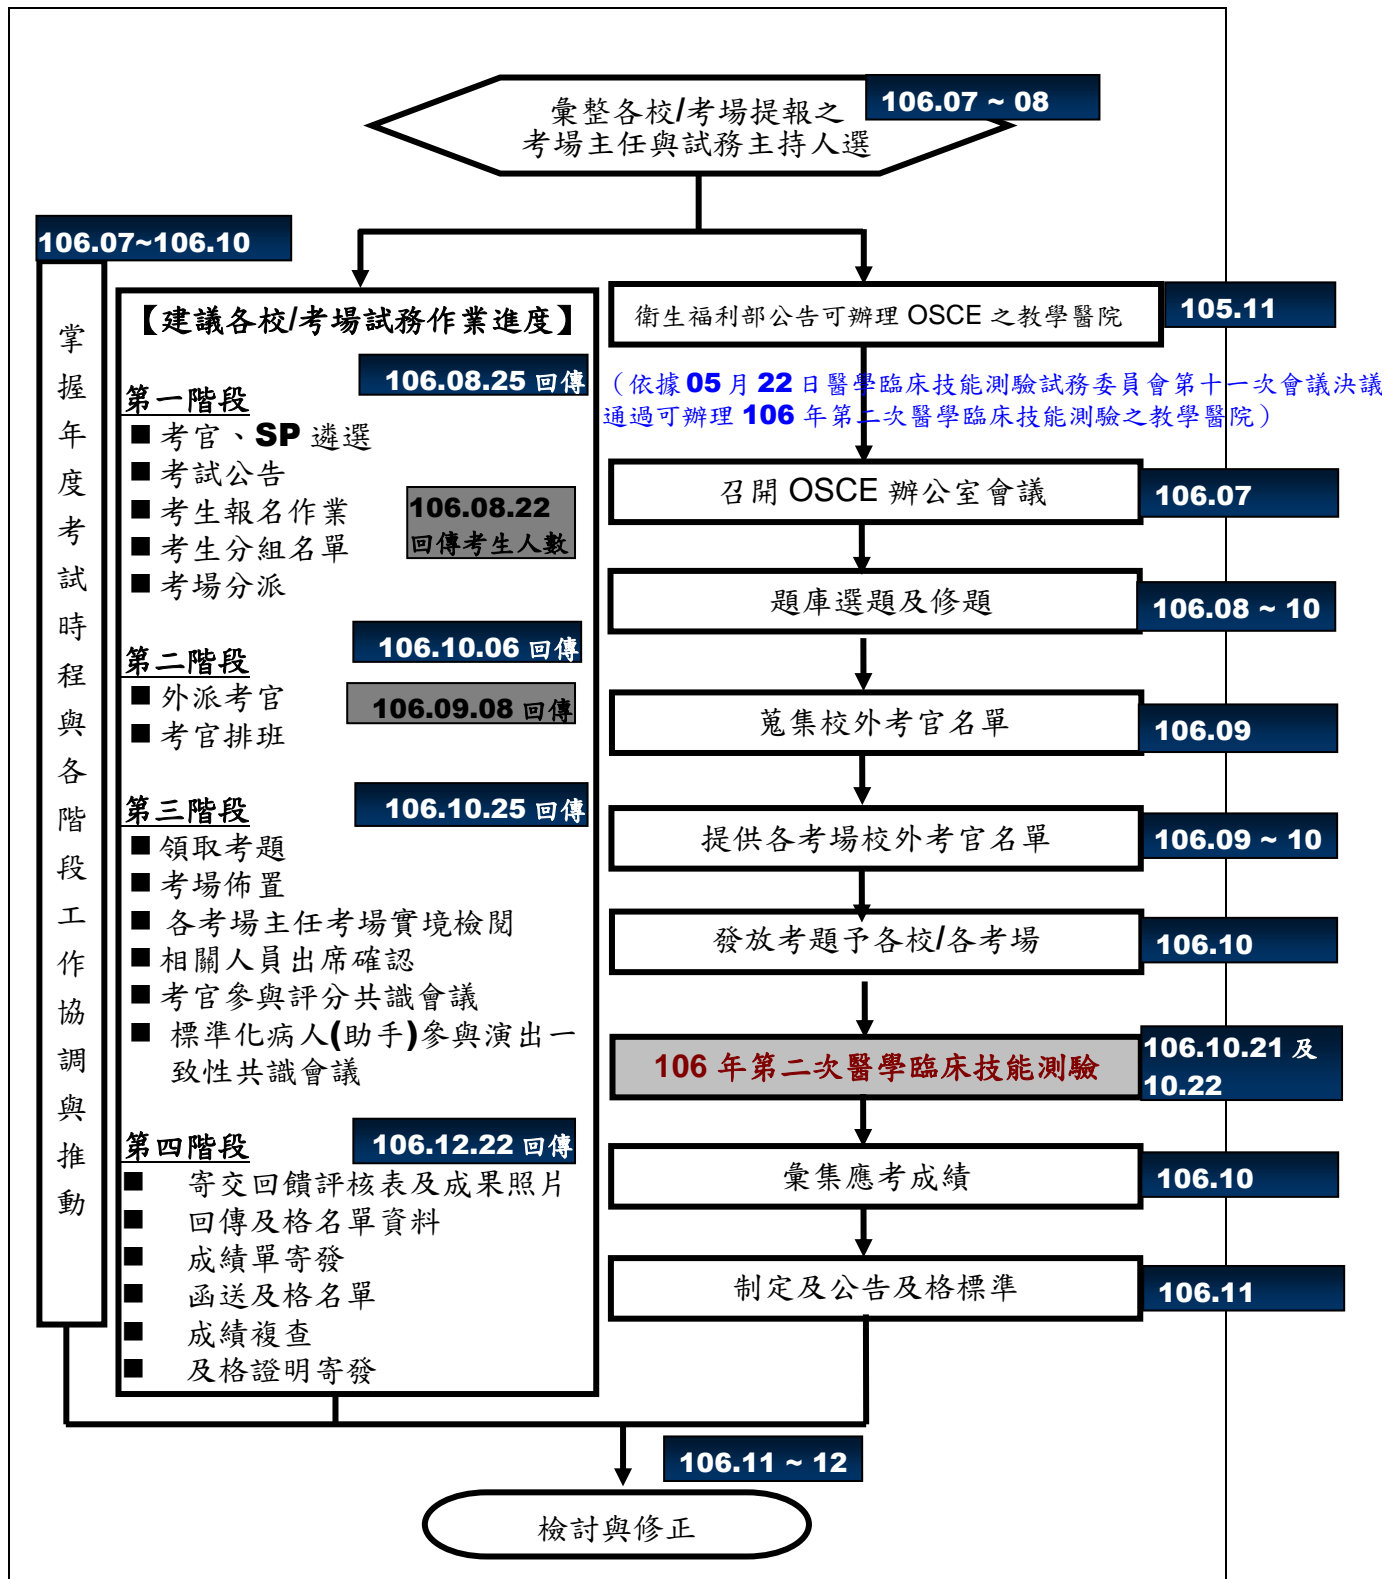 彙整各校/考場提報之
考場主任與試務主持人選
106.07 ~ 08
106.07~106.10
掌握年度考試時程與各階段工作協調與推動
【建議各校/考場試務作業進度】
106.08.25 回傳
第一階段
■ 考官、SP 遴選
■ 考試公告
■ 考生報名作業
■ 考生分組名單
■ 考場分派
106.08.22
回傳考生人數
106.10.06 回傳
第二階段
■ 外派考官
■ 考官排班
106.09.08 回傳
106.10.25 回傳
第三階段
■ 領取考題
■ 考場佈置
■ 各考場主任考場實境檢閱
■ 相關人員出席確認
■ 考官參與評分共識會議
■ 標準化病人(助手)參與演出一
致性共識會議
106.12.22 回傳
第四階段
■ 寄交回饋評核表及成果照片
■ 回傳及格名單資料
■ 成績單寄發
■ 函送及格名單
■ 成績複查
■ 及格證明寄發
衛生福利部公告可辦理 OSCE 之教學醫院
105.11
（依據 05 月 22 日醫學臨床技能測驗試務委員會第十一次會議決議
通過可辦理 106 年第二次醫學臨床技能測驗之教學醫院）
召開 OSCE 辦公室會議
106.07
題庫選題及修題
106.08 ~ 10
蒐集校外考官名單
106.09
提供各考場校外考官名單
106.09 ~ 10
發放考題予各校/各考場
106.10
106 年第二次醫學臨床技能測驗
106.10.21 及
10.22
彙集應考成績
106.10
制定及公告及格標準
106.11
106.11 ~ 12
檢討與修正